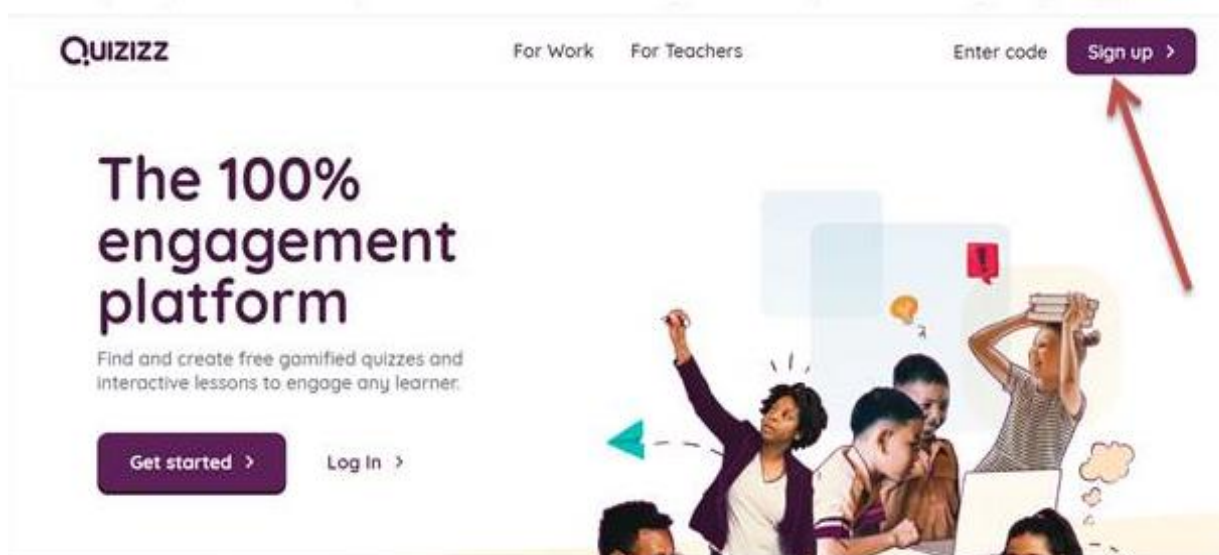 Quizizz
For Work
For Teachers
Enter code
Sign up >
The 100%
engagement
platform
Find and create free gamified quizzes and
interactive lessons to engage any learner.
Get started >
Log In >